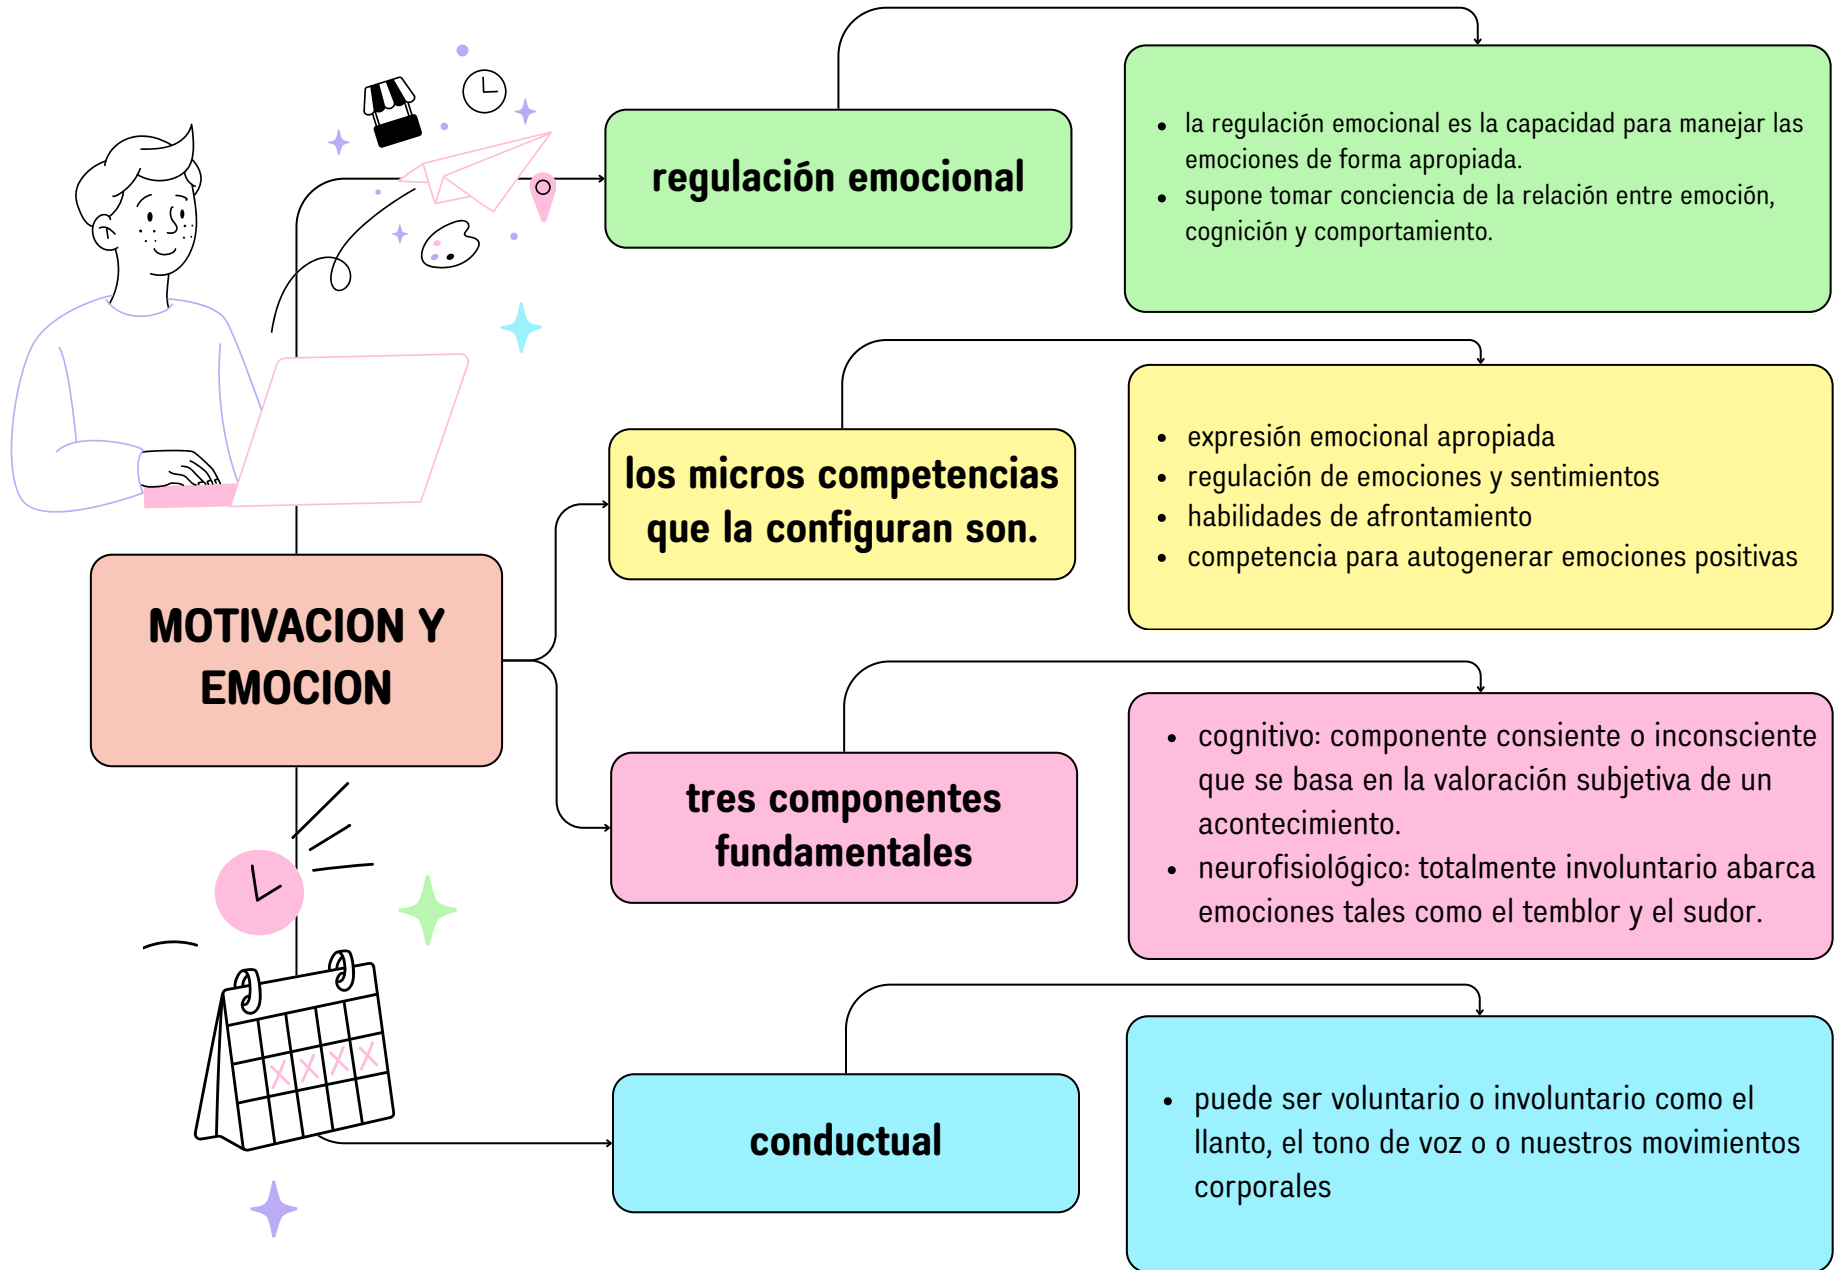 regulación emocional
• la regulación emocional es la capacidad para manejar las
emociones de forma apropiada.
• supone tomar conciencia de la relación entre emoción,
cognición y comportamiento.
los micros competencias
que la configuran son.
• expresión emocional apropiada
• regulación de emociones y sentimientos
• habilidades de afrontamiento
• competencia para autogenerar emociones positivas
MOTIVACION Y
EMOCION
tres componentes
fundamentales
• cognitivo: componente consiente o inconsciente
que se basa en la valoración subjetiva de un
acontecimiento.
• neurofisiológico: totalmente involuntario abarca
emociones tales como el temblor y el sudor.
conductual
• puede ser voluntario o involuntario como el
llanto, el tono de voz o o nuestros movimientos
corporales